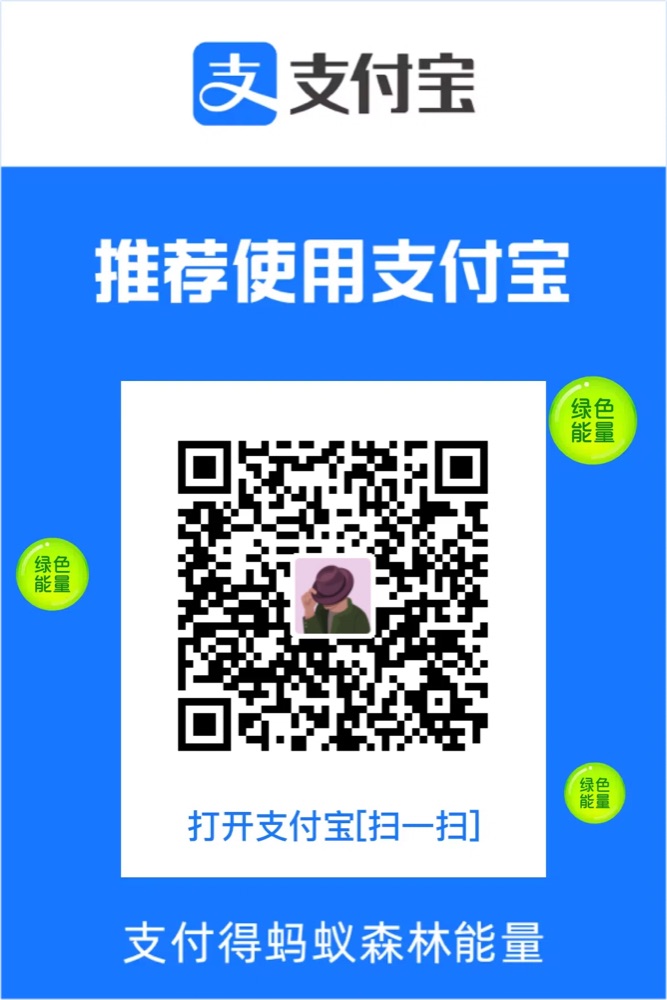 支付宝
推荐使用支付宝
绿色
能量
绿色
能量
打开支付宝[扫一扫]
绿色
能量
支付得蚂蚁森林能量